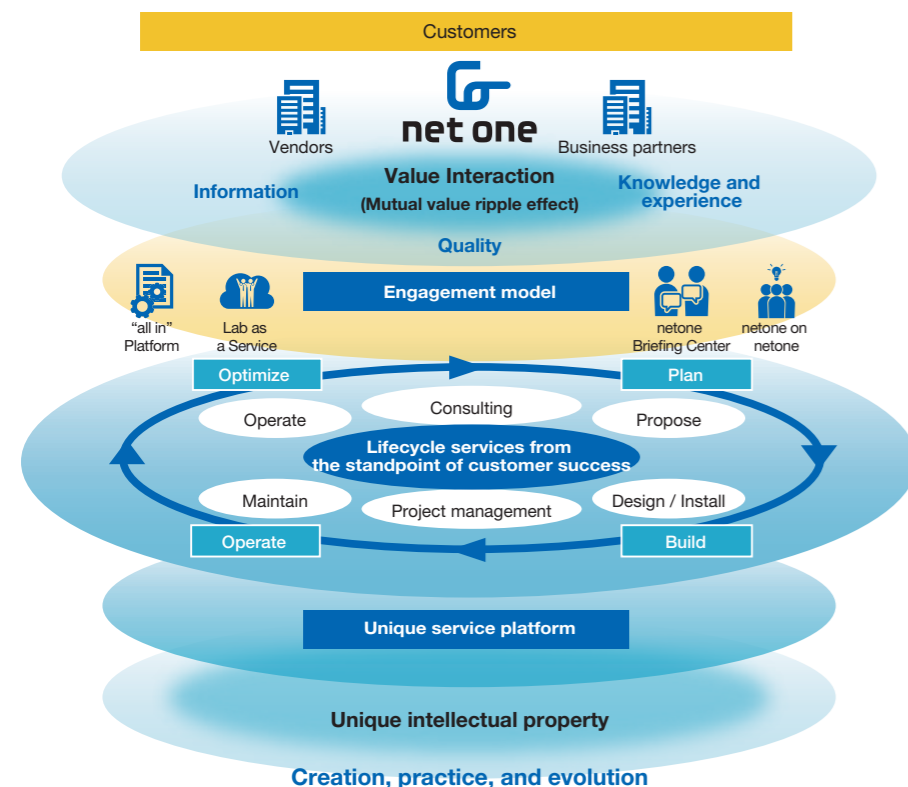 Customers
net one
Vendors
Business partners
Value Interaction
(Mutual value ripple effect)
Information
Knowledge and
experience
Quality
Engagement model
“all in”
Platform
Lab as
a Service
netone
Briefing Center
netone on
netone
Optimize
Plan
Operate
Consulting
Propose
Lifecycle services from
the standpoint of customer success
Maintain
Project management
Design / Install
Operate
Build
Unique service platform
Unique intellectual property
Creation, practice, and evolution